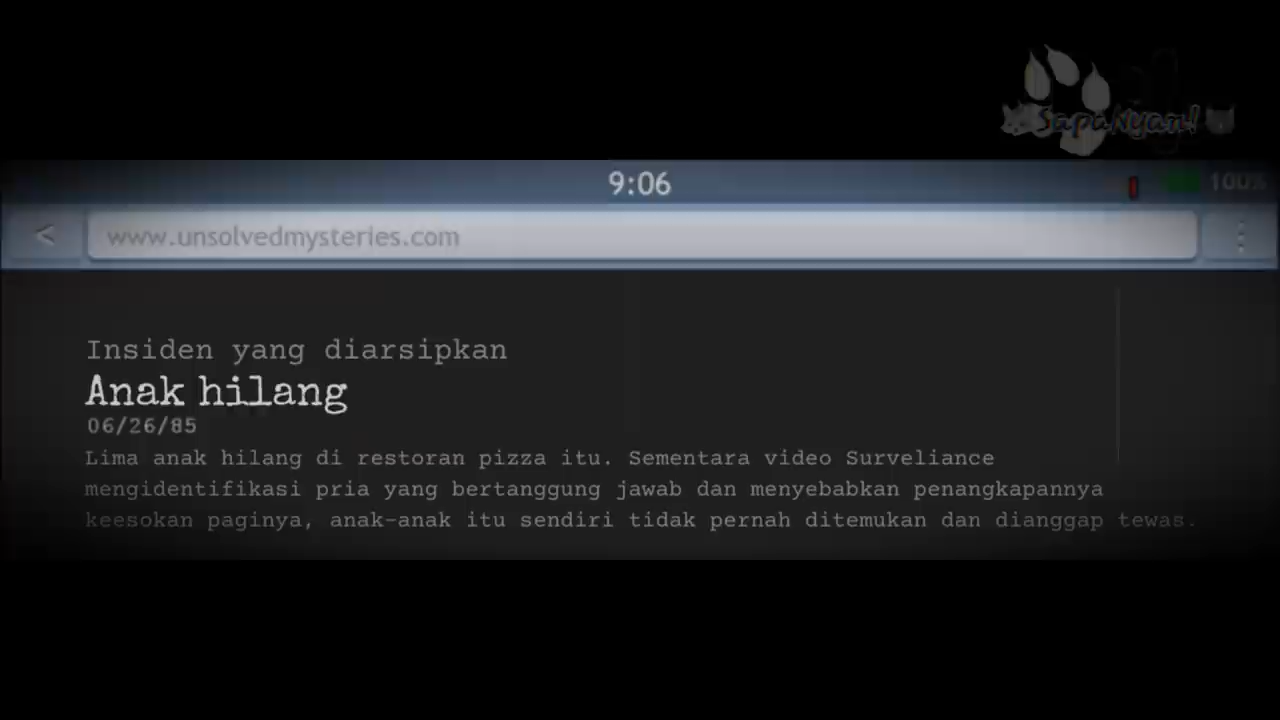 SapaNyan!
9:06
100%
<
www.unsolvedmysteries.com
Insiden yang diarsipkan
Anak hilang
06/26/85
Lima anak hilang di restoran pizza itu. Sementara video Surveliance
mengidentifikasi pria yang bertanggung jawab dan menyebabkan penangkapannya
keesokan paginya, anak-anak itu sendiri tidak pernah ditemukan dan dianggap tewas.